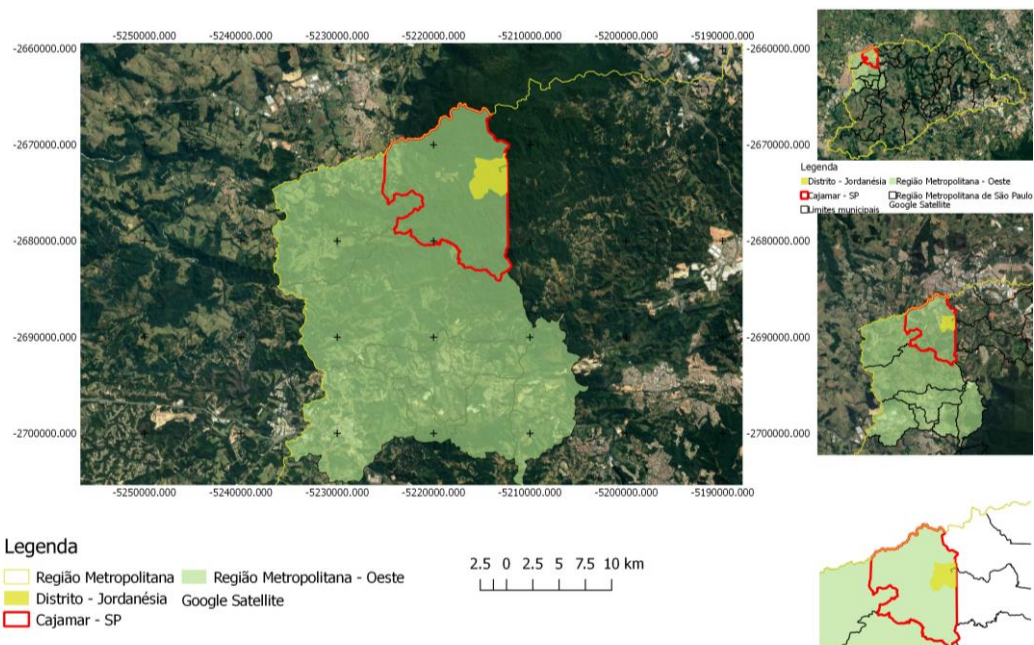 -5250000.000 -5240000.000 -5230000.000 -5220000.000 -5210000.000 -5200000.000 -5190000.000
-2660000.000 -2660000.000
-2670000.000 -2670000.000
-2680000.000 -2680000.000
-2690000.000 -2690000.000
-2700000.000 -2700000.000
-5250000.000 -5240000.000 -5230000.000 -5220000.000 -5210000.000 -5200000.000 -5190000.000
Legenda
Distrito - Jordanésia Região Metropolitana - Oeste
Cajamar - SP Região Metropolitana de São Paulo
Limites municipais Google Satellite
Legenda
Região Metropolitana Região Metropolitana - Oeste
Distrito - Jordanésia Google Satellite
Cajamar - SP
2.5 0 2.5 5 7.5 10 km